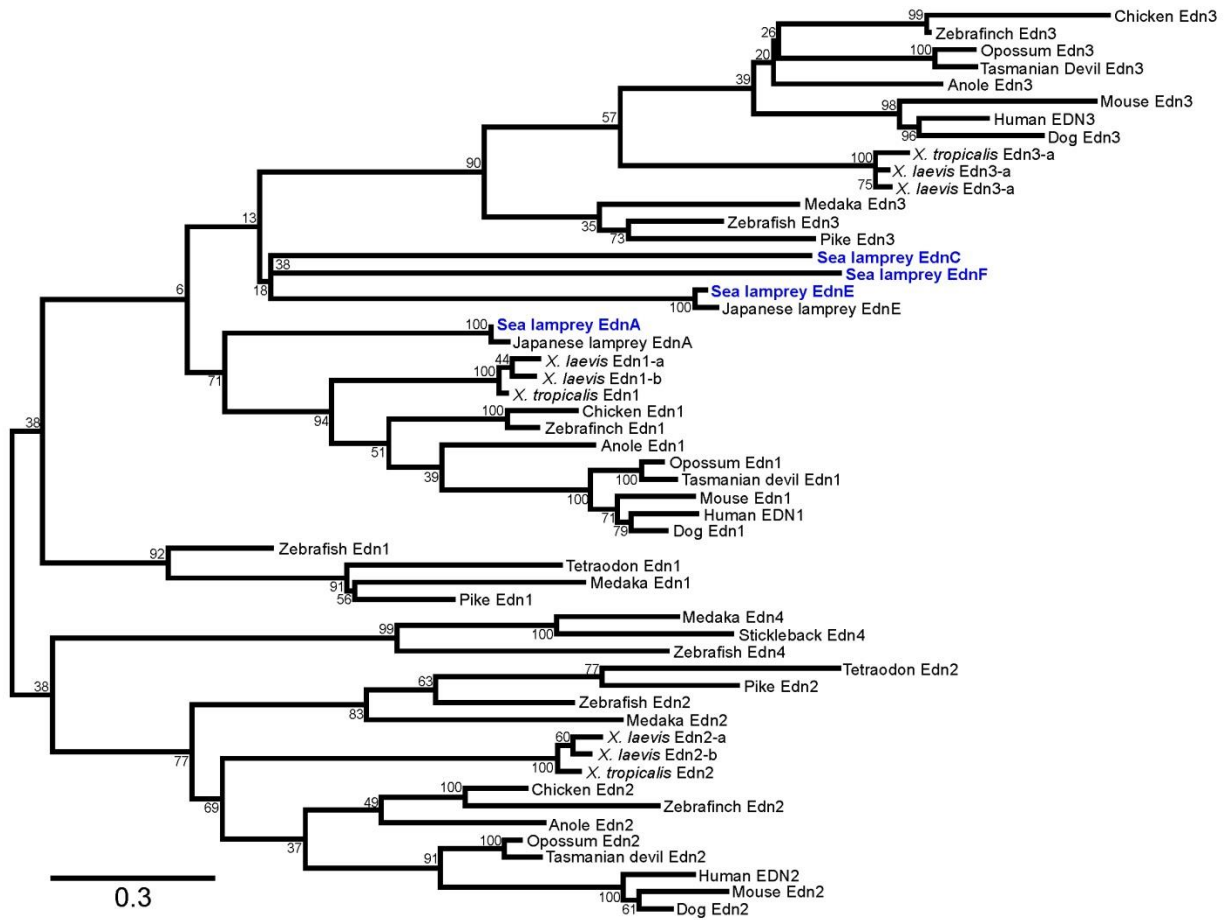 99
Chicken Edn3
26
Zebrafinch Edn3
20
100
Opossum Edn3
Tasmanian Devil Edn3
39
Anole Edn3
98
Mouse Edn3
57
Human EDN3
96
Dog Edn3
100
X. tropicalis Edn3-a
X. laevis Edn3-a
90
75
X. laevis Edn3-a
Medaka Edn3
35
Zebrafish Edn3
73
Pike Edn3
13
38
Sea lamprey EdnC
Sea lamprey EdnF
18
Sea lamprey EdnE
6
100
Japanese lamprey EdnE
100
Sea lamprey EdnA
Japanese lamprey EdnA
44
X. laevis Edn1-a
71
100
X. laevis Edn1-b
X. tropicalis Edn1
94
100
Chicken Edn1
38
Zebrafinch Edn1
51
Anole Edn1
39
Opossum Edn1
100
Tasmanian devil Edn1
100
Mouse Edn1
71
Human EDN1
79
Dog Edn1
92
Zebrafish Edn1
Tetraodon Edn1
91
Medaka Edn1
56
Pike Edn1
Medaka Edn4
99
100
Stickleback Edn4
Zebrafish Edn4
77
Tetraodon Edn2
38
63
Pike Edn2
Zebrafish Edn2
83
Medaka Edn2
60
X. laevis Edn2-a
77
X. laevis Edn2-b
100
X. tropicalis Edn2
100
Chicken Edn2
69
49
Zebrafinch Edn2
Anole Edn2
37
100
Opossum Edn2
91
Tasmanian devil Edn2
Human EDN2
100
Mouse Edn2
61
Dog Edn2
0.3